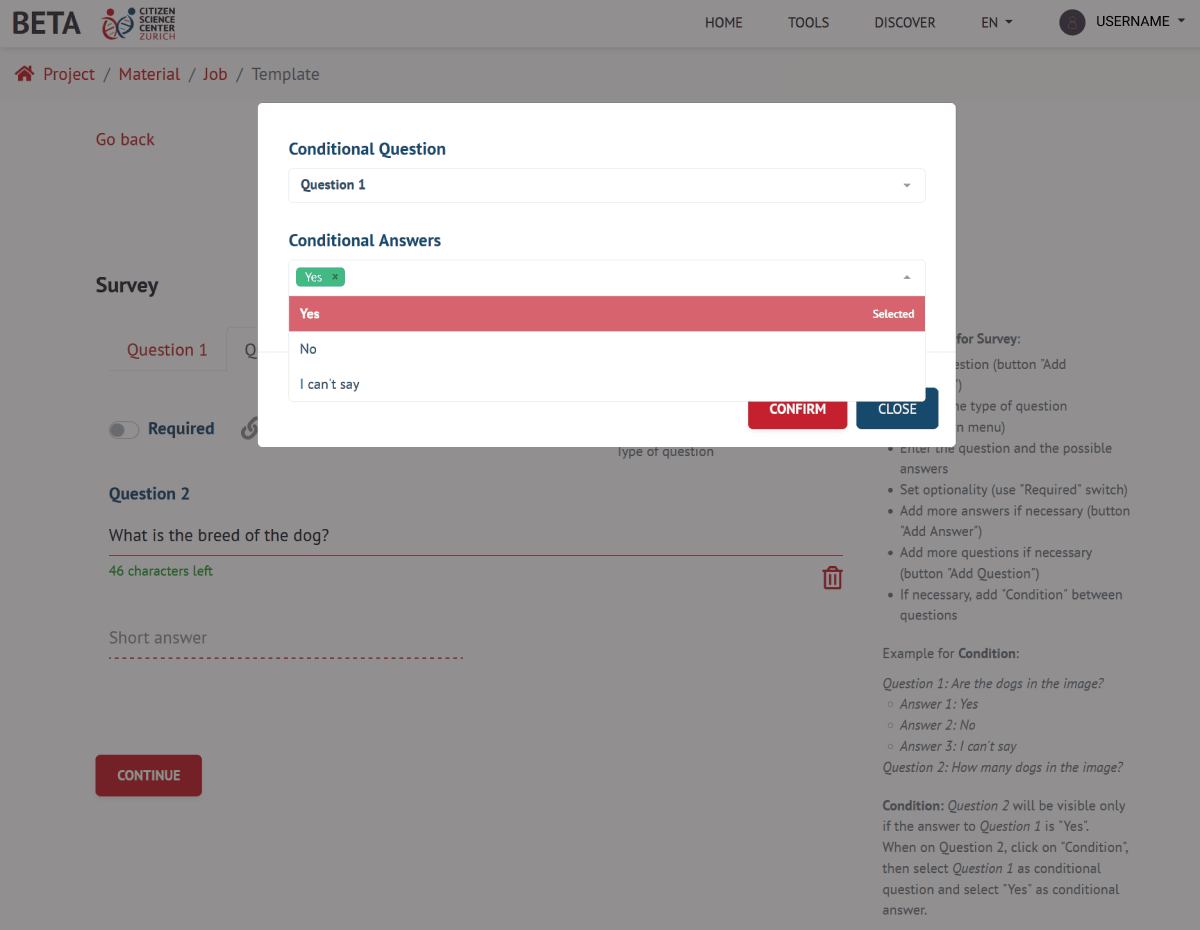 BETA
CITIZEN
SCIENCE
CENTER
ZURICH
HOME
TOOLS
DISCOVER
EN
USERNAME
Project / Material / Job / Template
Go back
Conditional Question
Question 1
Conditional Answers
Yes ×
Yes Selected
No
I can't say
CONFIRM
CLOSE
Survey
Question 1
Required
Type of question
Question 2
What is the breed of the dog?
46 characters left
Short answer
CONTINUE
for Survey:
(button "Add
type of question
menu)
Enter the question and the possible
answers
Set optionality (use "Required" switch)
Add more answers if necessary (button
"Add Answer")
Add more questions if necessary
(button "Add Question")
If necessary, add "Condition" between
questions
Example for Condition:
Question 1: Are the dogs in the image?
Answer 1: Yes
Answer 2: No
Answer 3: I can't say
Question 2: How many dogs in the image?
Condition: Question 2 will be visible only
if the answer to Question 1 is "Yes".
When on Question 2, click on "Condition",
then select Question 1 as conditional
question and select "Yes" as conditional
answer.